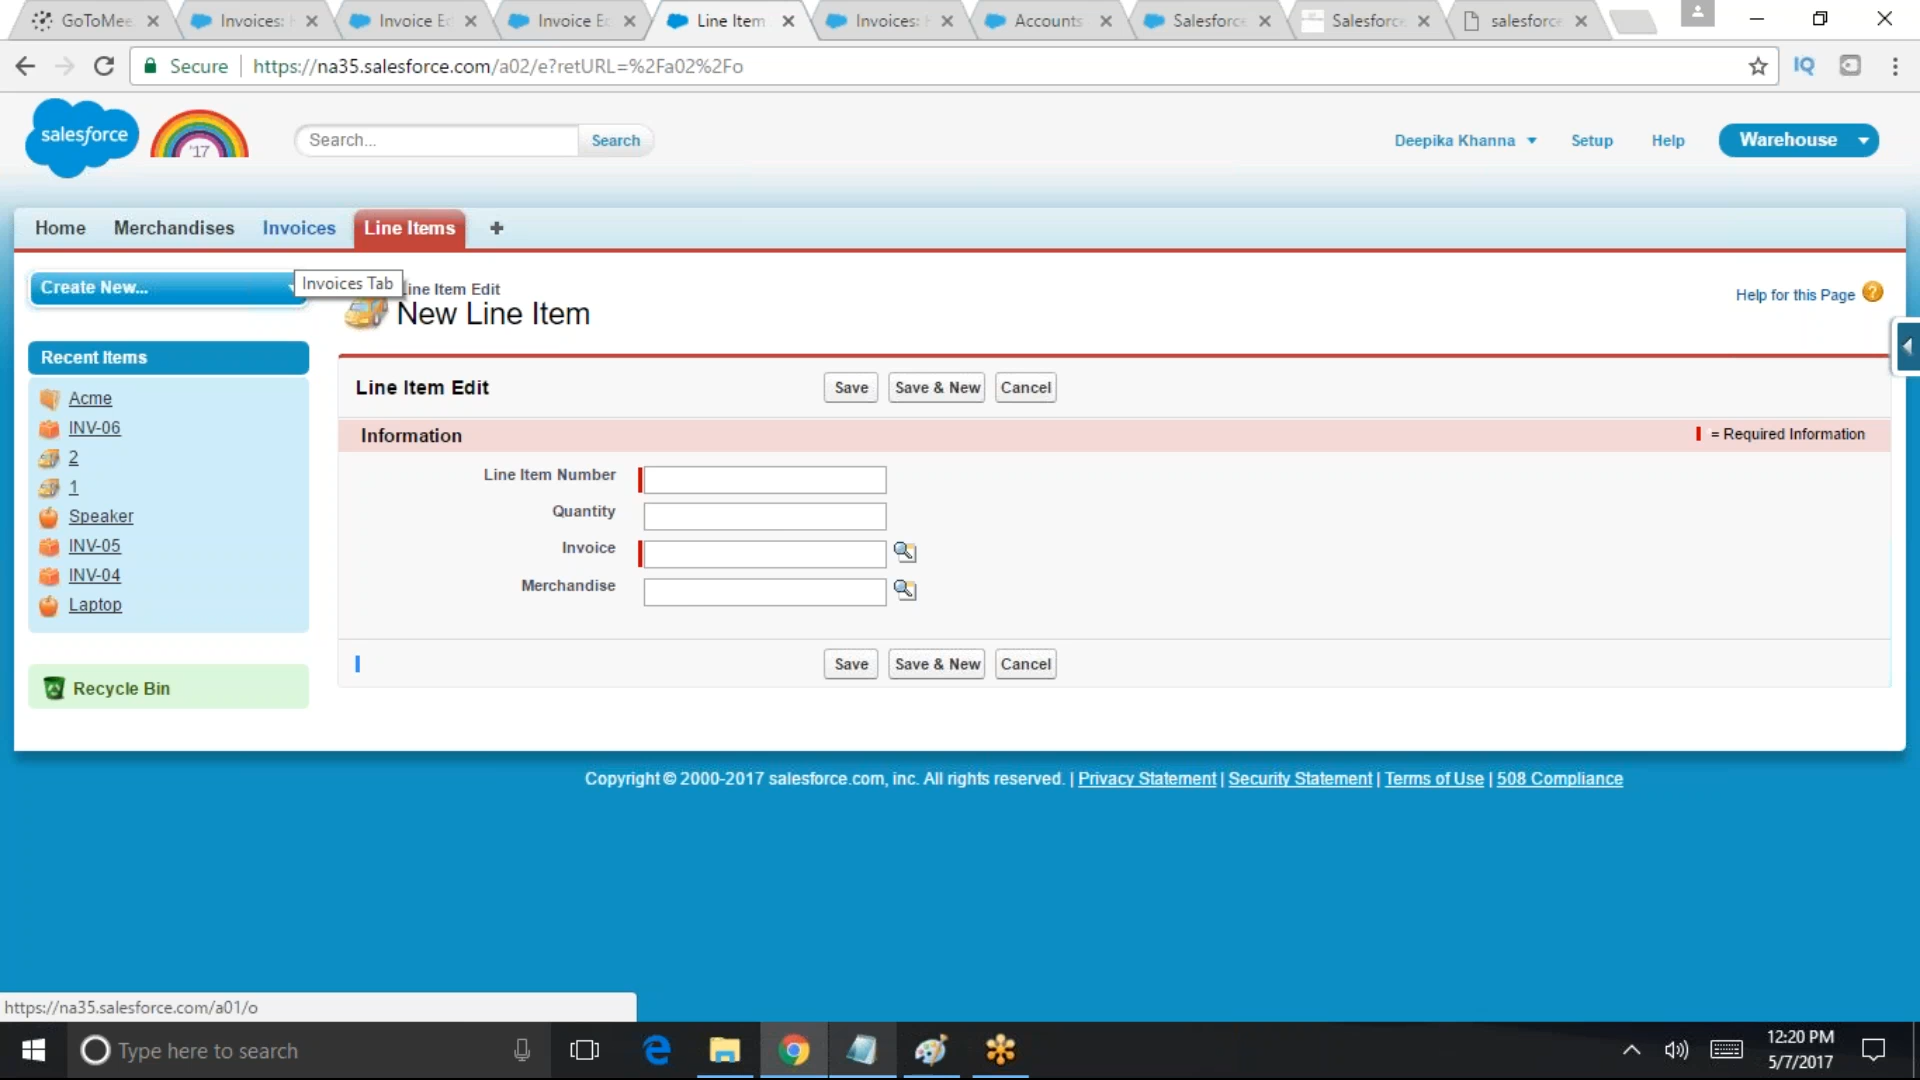 GoToMee
Invoices: H
Invoice Ed
Invoice Ed
Line Item
Invoices: H
Accounts
Salesforce
Salesforce
salesforce
Secure
https://na35.salesforce.com/a02/e?retURL=%2Fa02%2Fo
IQ
salesforce
'17
Search...
Search
Deepika Khanna
Setup
Help
Warehouse
Home
Merchandises
Invoices
Line Items
+
Create New...
Invoices Tab
Line Item Edit
New Line Item
Help for this Page
?
Recent Items
Acme
INV-06
2
1
Speaker
INV-05
INV-04
Laptop
Recycle Bin
Line Item Edit
Save
Save & New
Cancel
Information
= Required Information
Line Item Number
Quantity
Invoice
Merchandise
Save
Save & New
Cancel
Copyright © 2000-2017 salesforce.com, inc. All rights reserved. | Privacy Statement | Security Statement | Terms of Use | 508 Compliance
https://na35.salesforce.com/a01/o
Type here to search
12:20 PM
5/7/2017